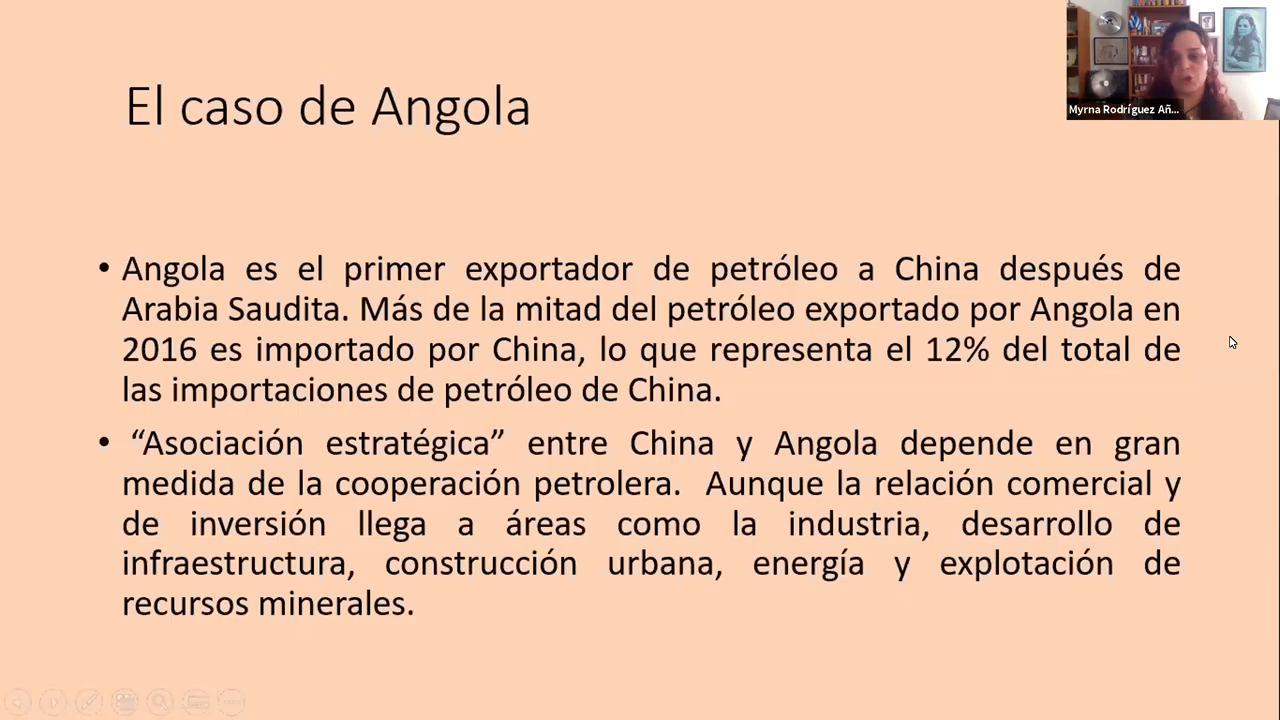 El caso de Angola
Myrna Rodríguez Añ...
• Angola es el primer exportador de petróleo a China después de
Arabia Saudita. Más de la mitad del petróleo exportado por Angola en
2016 es importado por China, lo que representa el 12% del total de
las importaciones de petróleo de China.
• “Asociación estratégica” entre China y Angola depende en gran
medida de la cooperación petrolera. Aunque la relación comercial y
de inversión llega a áreas como la industria, desarrollo de
infraestructura, construcción urbana, energía y explotación de
recursos minerales.